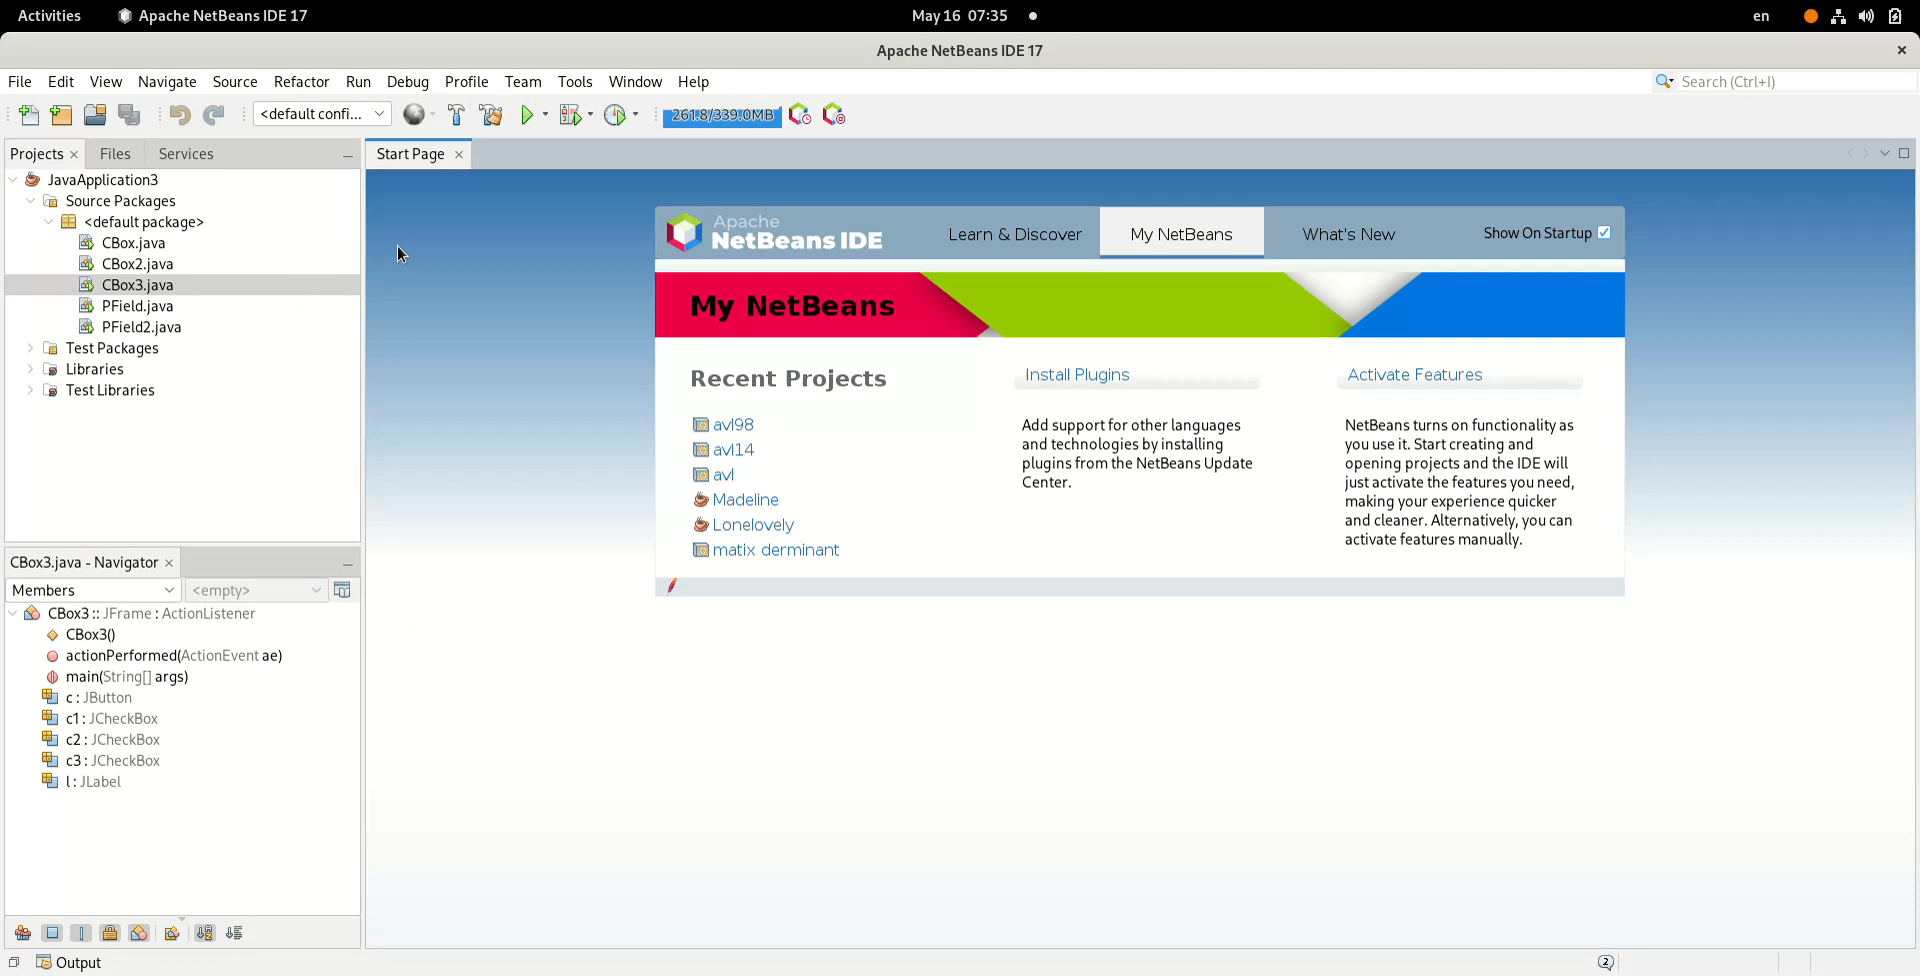 Activities
Apache NetBeans IDE 17
May 16 07:35
en
Apache NetBeans IDE 17
File Edit View Navigate Source Refactor Run Debug Profile Team Tools Window Help
Search (Ctrl+I)
<default confi...
261.8/339.0MB
Projects
Files
Services
Start Page
JavaApplication3
Source Packages
<default package>
CBox.java
CBox2.java
CBox3.java
PField.java
PField2.java
Test Packages
Libraries
Test Libraries
CBox3.java - Navigator
Members
<empty>
CBox3 :: JFrame : ActionListener
CBox3()
actionPerformed(ActionEvent ae)
main(String[] args)
c : JButton
c1 : JCheckBox
c2 : JCheckBox
c3 : JCheckBox
l : JLabel
Apache
NetBeans IDE
Learn & Discover
My NetBeans
What's New
Show On Startup
My NetBeans
Recent Projects
avl98
avl14
avl
Madeline
Lonelovely
matix derminant
Install Plugins
Add support for other languages
and technologies by installing
plugins from the NetBeans Update
Center.
Activate Features
NetBeans turns on functionality as
you use it. Start creating and
opening projects and the IDE will
just activate the features you need,
making your experience quicker
and cleaner. Alternatively, you can
activate features manually.
Output
2